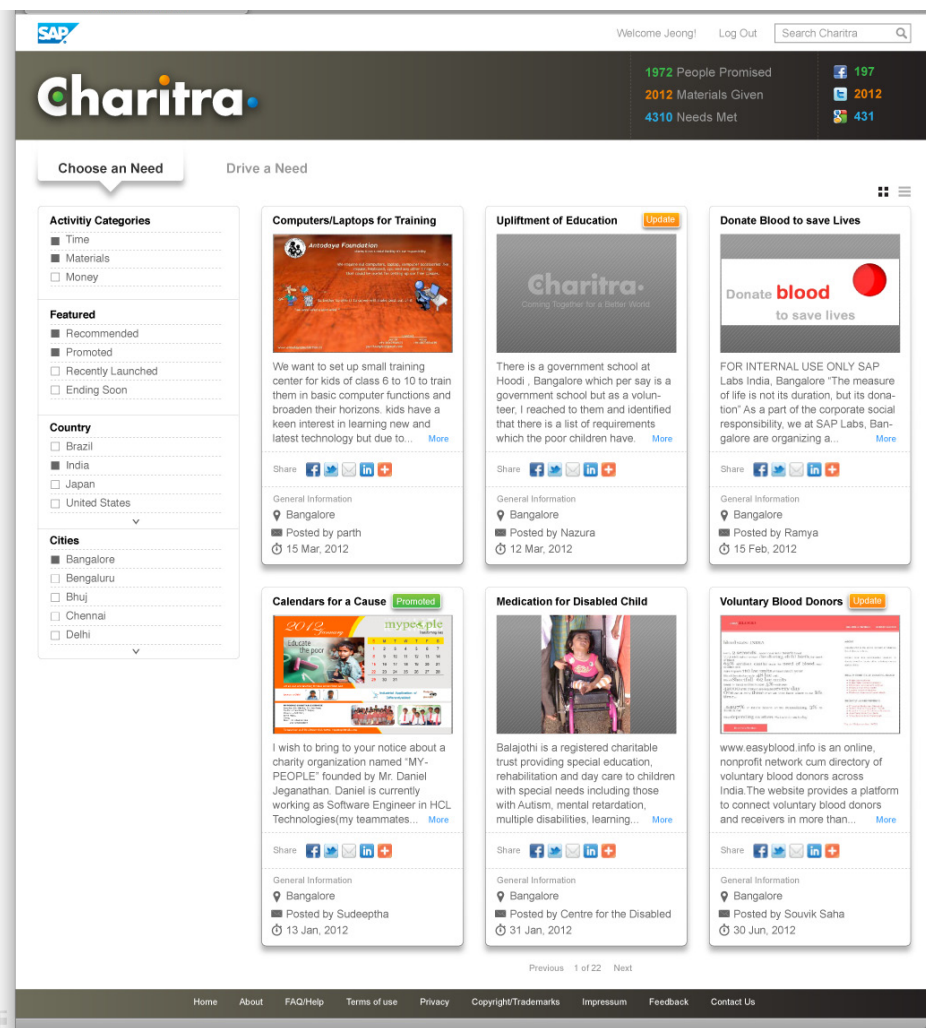 SAP
Welcome Jeong! Log Out Search Charitra
Charitra
1972 People Promised 197
2012 Materials Given 2012
4310 Needs Met 431
Choose an Need Drive a Need
Activitiy Categories
Time
Materials
Money
Featured
Recommended
Promoted
Recently Launched
Ending Soon
Country
Brazil
India
Japan
United States
Cities
Bangalore
Bengaluru
Bhuj
Chennai
Delhi
Computers/Laptops for Training
Antodaya Foundation
We want to set up small training
center for kids of class 6 to 10 to train
them in basic computer functions and
broaden their horizons. kids have a
keen interest in learning new and
latest technology but due to... More
Share
General Information
Bangalore
Posted by parth
15 Mar, 2012
Upliftment of Education Update
Charitra
Coming Together for a Better World
There is a government school at
Hoodi , Bangalore which per say is a
government school but as a volun-
teer, I reached to them and identified
that there is a list of requirements
which the poor children have. More
Share
General Information
Bangalore
Posted by Nazura
12 Mar, 2012
Donate Blood to save Lives
Donate blood
to save lives
FOR INTERNAL USE ONLY SAP
Labs India, Bangalore “The measure
of life is not its duration, but its dona-
tion” As a part of the corporate social
responsibility, we at SAP Labs, Ban-
galore are organizing a... More
Share
General Information
Bangalore
Posted by Ramya
15 Feb, 2012
Calendars for a Cause Promoted
2012 mypeople
Educate
the poor
I wish to bring to your notice about a
charity organization named “MY-
PEOPLE” founded by Mr. Daniel
Jeganathan. Daniel is currently
working as Software Engineer in HCL
Technologies(my teammates... More
Share
General Information
Bangalore
Posted by Sudeeptha
13 Jan, 2012
Medication for Disabled Child
Balajothi is a registered charitable
trust providing special education,
rehabilitation and day care to children
with special needs including those
with Autism, mental retardation,
multiple disabilities, learning... More
Share
General Information
Bangalore
Posted by Centre for the Disabled
31 Jan, 2012
Voluntary Blood Donors Update
www.easyblood.info is an online,
nonprofit network cum directory of
voluntary blood donors across
India.The website provides a platform
to connect voluntary blood donors
and receivers in more than... More
Share
General Information
Bangalore
Posted by Souvik Saha
30 Jun, 2012
Previous 1 of 22 Next
Home About FAQ/Help Terms of use Privacy Copyright/Trademarks Impressum Feedback Contact Us